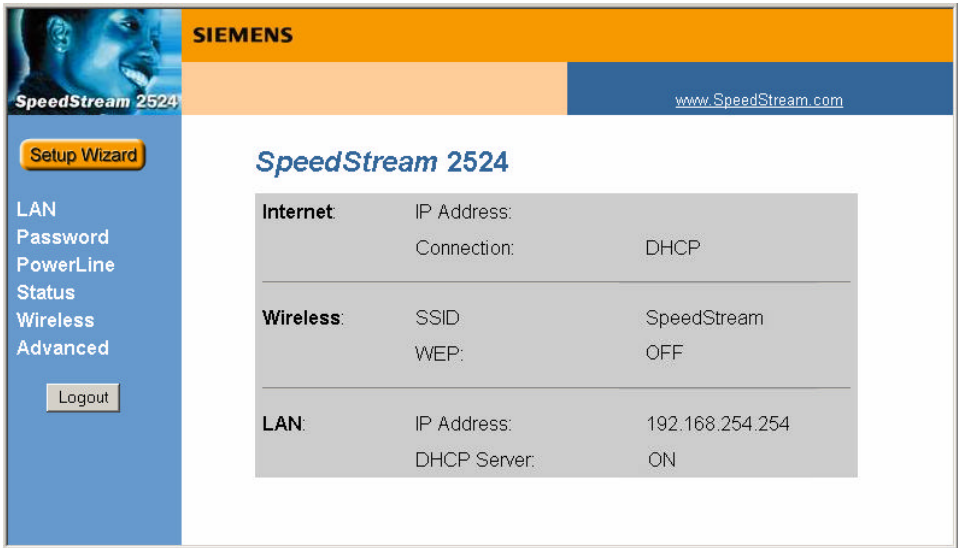 SIEMENS
SpeedStream 2524
www.SpeedStream.com
Setup Wizard
LAN
Password
PowerLine
Status
Wireless
Advanced
Logout
SpeedStream 2524
Internet: IP Address:
Connection: DHCP
Wireless: SSID SpeedStream
WEP: OFF
LAN: IP Address: 192.168.254.254
DHCP Server: ON